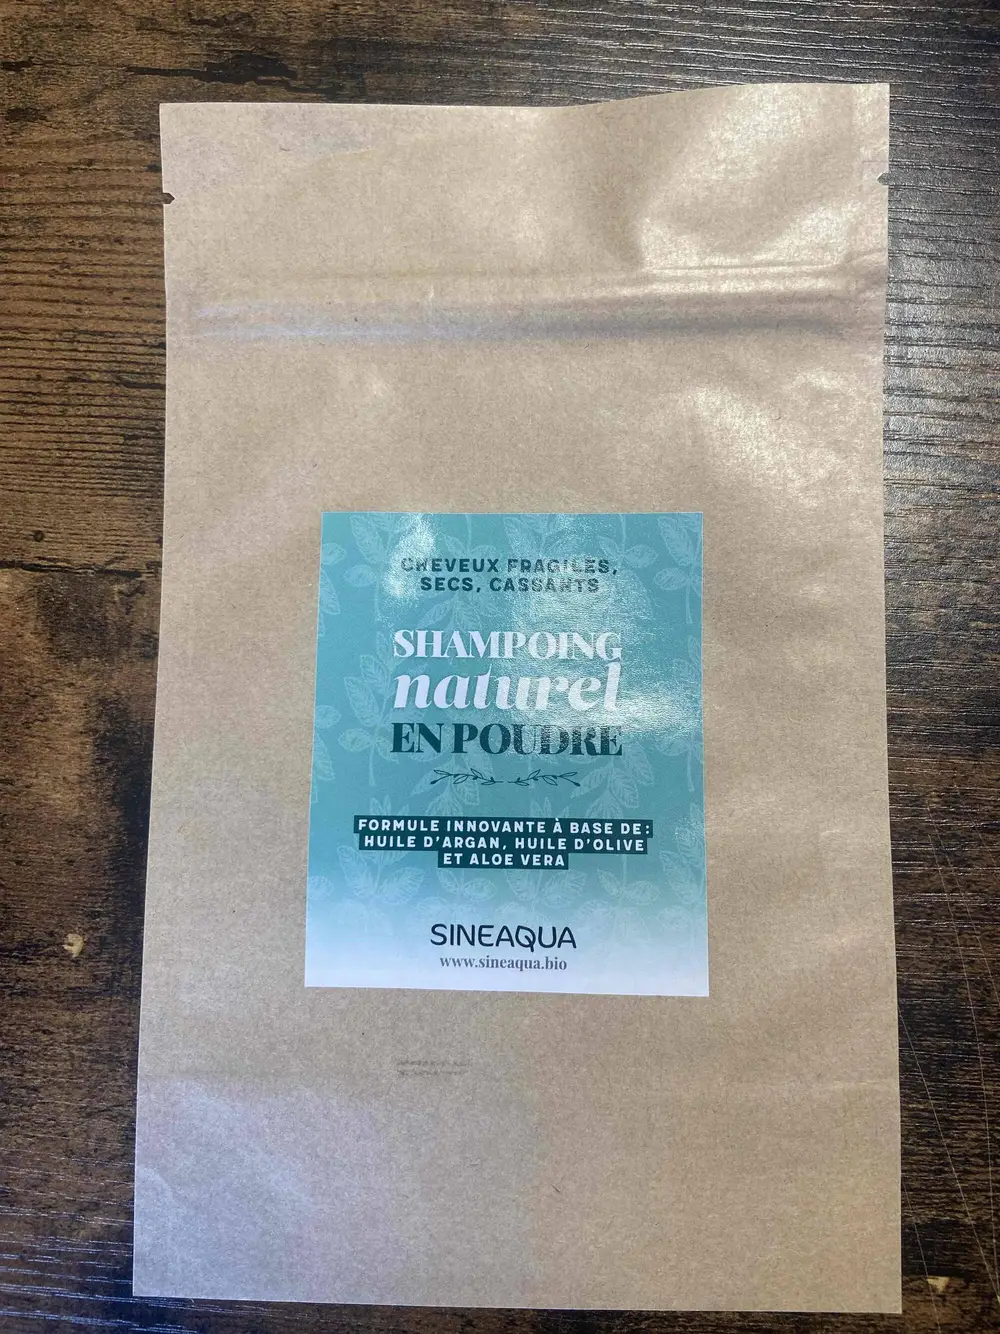 CHEVEUX FRAGILES,
SECS, CASSANTS
SHAMPOING
naturel
EN POUDRE
FORMULE INNOVANTE À BASE DE:
HUILE D'ARGAN, HUILE D'OLIVE
ET ALOE VERA
SINEAQUA
www.sineaqua.bio